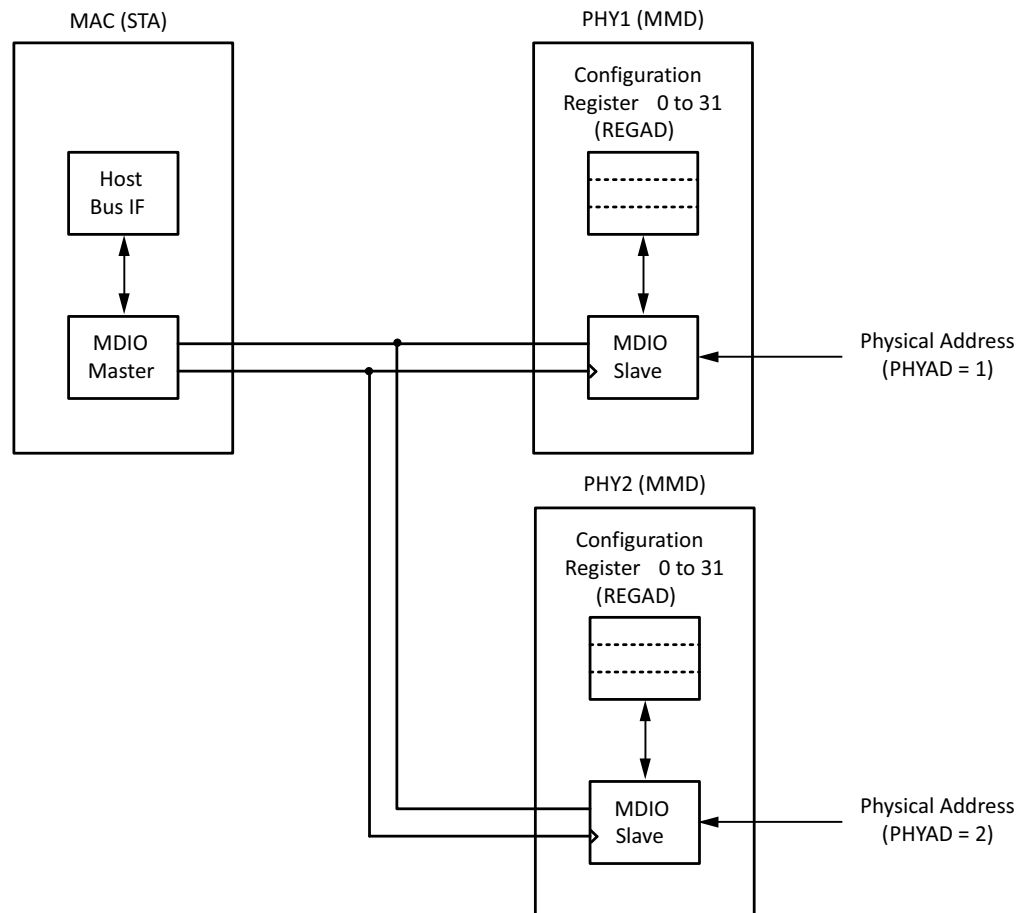 MAC (STA)
Host
Bus IF
MDIO
Master
PHY1 (MMD)
Configuration
Register 0 to 31
(REGAD)
MDIO
Slave
Physical Address
(PHYAD = 1)
PHY2 (MMD)
Configuration
Register 0 to 31
(REGAD)
MDIO
Slave
Physical Address
(PHYAD = 2)